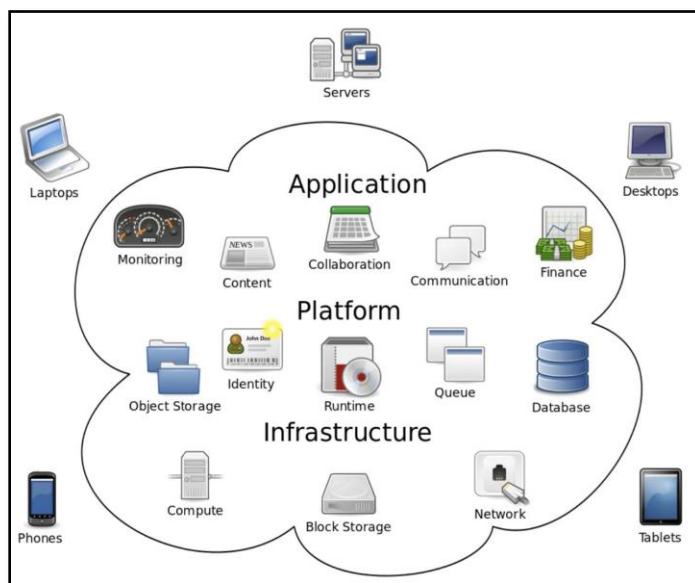 Servers
Laptops
Desktops
Application
Monitoring
NEWS
Content
Collaboration
Communication
Finance
Platform
Object Storage
John Doe
Identity
Runtime
Queue
Database
Infrastructure
Compute
Block Storage
Network
Phones
Tablets